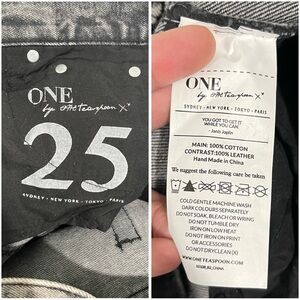 ONE
by oneteaspoon x
25
SYDNEY • NEW YORK • TOKYO • PARIS
ONE
by oneteaspoon x
SYDNEY • NEW YORK • TOKYO • PARIS
YOU GOT TO GET IT
WHILE YOU CAN.
Janis Joplin
MAIN: 100% COTTON
CONTRAST:100% LEATHER
Hand Made in China
We suggest the following care be taken
COLD GENTLE MACHINE WASH
DARK COLOURS SEPARATELY
DO NOT SOAK, BLEACH OR WRING
DO NOT TUMBLE DRY
IRON ON LOW HEAT
DO NOT IRON ON PRINT
OR ACCESSORIES
DO NOT DRYCLEAN
WWW.ONETEASPOON.COM